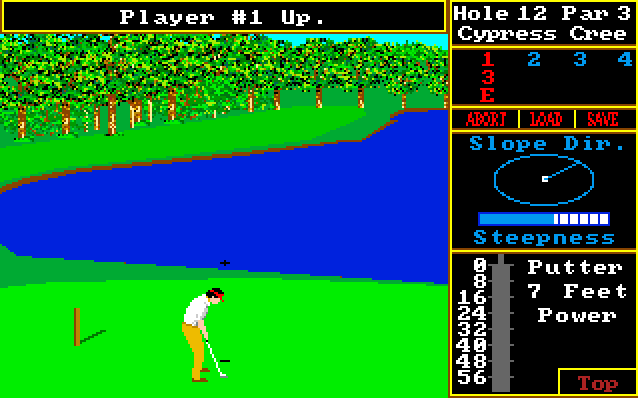 Player #1 Up.
Hole 12 Par 3
Cypress Cree
1 2 3 4
3
E
ABORT LOAD SAVE
Slope Dir.
Steepness
0
8
16
24
32
40
48
56
Putter
7 Feet
Power
Top